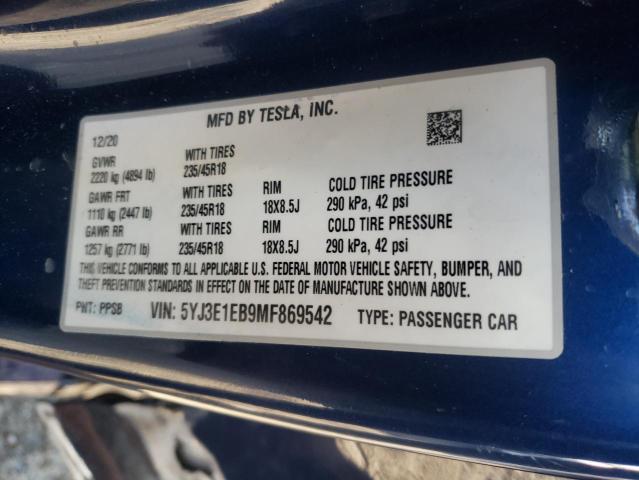 MFD BY TESLA, INC.
12/20
GVWR WITH TIRES
2220 kg (4894 lb) 235/45R18
GAWR FRT WITH TIRES RIM COLD TIRE PRESSURE
1110 kg (2447 lb) 235/45R18 18X8.5J 290 kPa, 42 psi
GAWR RR WITH TIRES RIM COLD TIRE PRESSURE
1257 kg (2771 lb) 235/45R18 18X8.5J 290 kPa, 42 psi
THIS VEHICLE CONFORMS TO ALL APPLICABLE U.S. FEDERAL MOTOR VEHICLE SAFETY, BUMPER, AND
THEFT PREVENTION STANDARDS IN EFFECT ON THE DATE OF MANUFACTURE SHOWN ABOVE.
PNT: PPSB VIN: 5YJ3E1EB9MF869542 TYPE: PASSENGER CAR